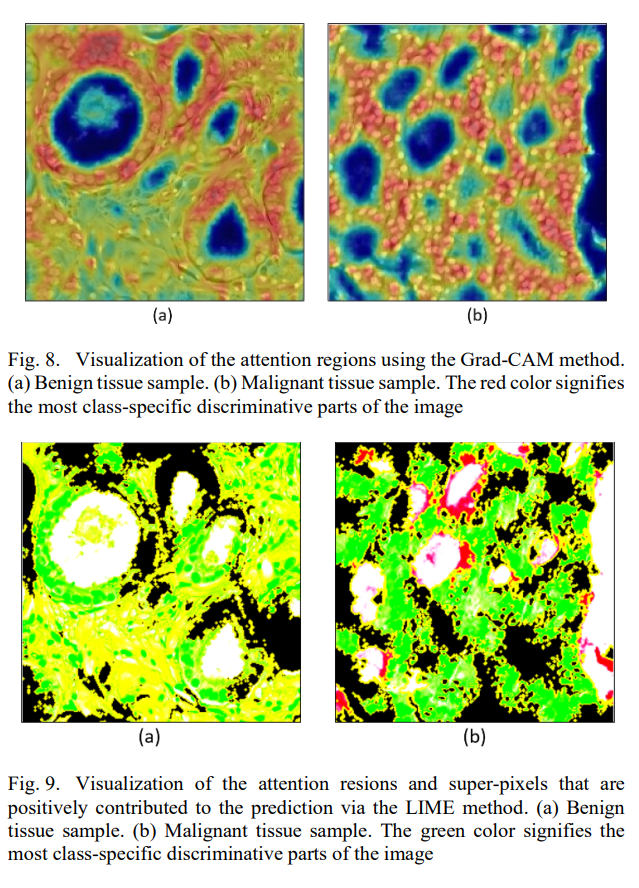 (a)
(b)
Fig. 8. Visualization of the attention regions using the Grad-CAM method.
(a) Benign tissue sample. (b) Malignant tissue sample. The red color signifies
the most class-specific discriminative parts of the image
(a)
(b)
Fig. 9. Visualization of the attention resions and super-pixels that are
positively contributed to the prediction via the LIME method. (a) Benign
tissue sample. (b) Malignant tissue sample. The green color signifies the
most class-specific discriminative parts of the image